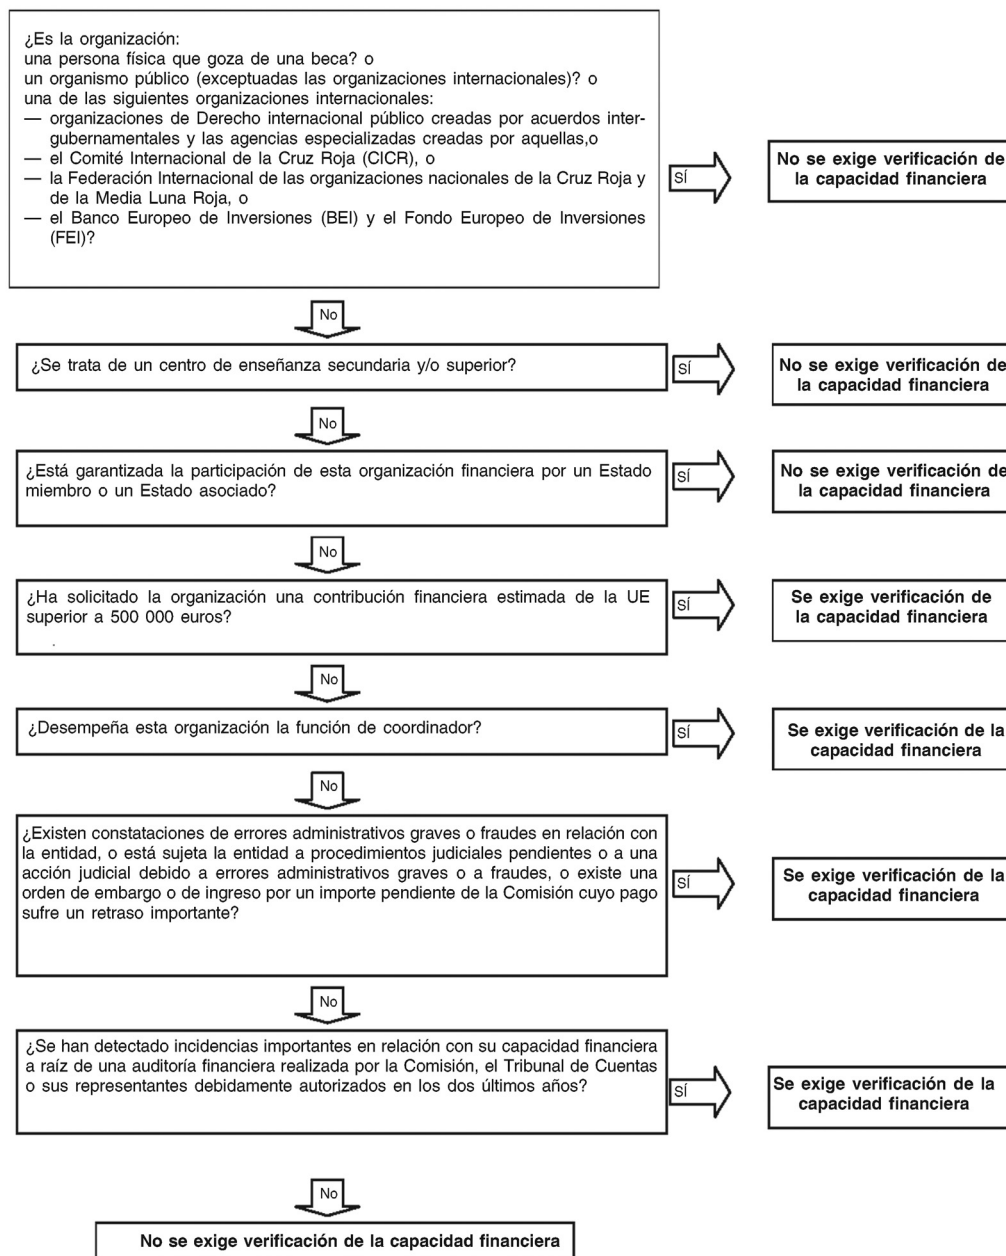 ¿Es la organización:
una persona física que goza de una beca? o
un organismo público (exceptuadas las organizaciones internacionales)? o
una de las siguientes organizaciones internacionales:
— organizaciones de Derecho internacional público creadas por acuerdos inter-
gubernamentales y las agencias especializadas creadas por aquellas,o
— el Comité Internacional de la Cruz Roja (CICR), o
— la Federación Internacional de las organizaciones nacionales de la Cruz Roja y
de la Media Luna Roja, o
— el Banco Europeo de Inversiones (BEI) y el Fondo Europeo de Inversiones
(FEI)?
SÍ
No se exige verificación de
la capacidad financiera
No
¿Se trata de un centro de enseñanza secundaria y/o superior?
SÍ
No se exige verificación de
la capacidad financiera
No
¿Está garantizada la participación de esta organización financiera por un Estado
miembro o un Estado asociado?
SÍ
No se exige verificación de
la capacidad financiera
No
¿Ha solicitado la organización una contribución financiera estimada de la UE
superior a 500 000 euros?
SÍ
Se exige verificación de
la capacidad financiera
No
¿Desempeña esta organización la función de coordinador?
SÍ
Se exige verificación de la
capacidad financiera
No
¿Existen constataciones de errores administrativos graves o fraudes en relación con
la entidad, o está sujeta la entidad a procedimientos judiciales pendientes o a una
acción judicial debido a errores administrativos graves o a fraudes, o existe una
orden de embargo o de ingreso por un importe pendiente de la Comisión cuyo pago
sufre un retraso importante?
SÍ
Se exige verificación de la
capacidad financiera
No
¿Se han detectado incidencias importantes en relación con su capacidad financiera
a raíz de una auditoría financiera realizada por la Comisión, el Tribunal de Cuentas
o sus representantes debidamente autorizados en los dos últimos años?
SÍ
Se exige verificación de la
capacidad financiera
No
No se exige verificación de la capacidad financiera